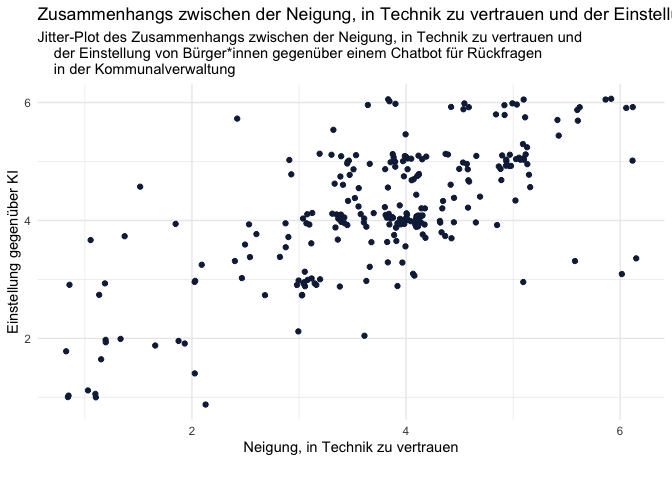 Zusammenhangs zwischen der Neigung, in Technik zu vertrauen und der Einstell
Jitter-Plot des Zusammenhangs zwischen der Neigung, in Technik zu vertrauen und
der Einstellung von Bürger*innen gegenüber einem Chatbot für Rückfragen
in der Kommunalverwaltung
6
4
2
Einstellung gegenüber KI
2 4 6
Neigung, in Technik zu vertrauen